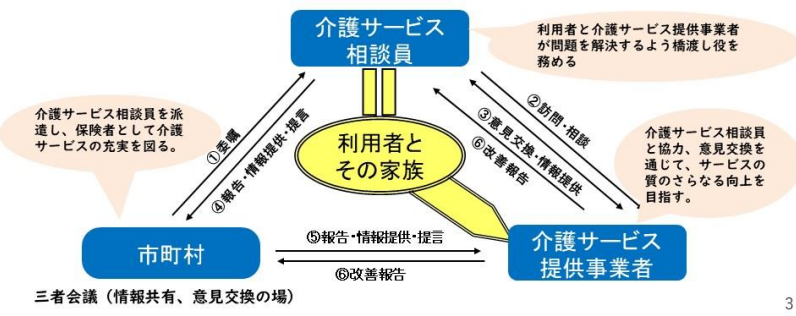 介護サービス
相談員
利用者と介護サービス提供事業者
が問題を解決するよう橋渡し役を
務める
介護サービス相談員を派
遣し、保険者として介護
サービスの充実を図る。
①委嘱
④報告・情報提供・提言
利用者と
その家族
②訪問・相談
③意見交換・情報提供
⑥改善報告
介護サービス相談員
と協力、意見交換を
通じて、サービスの
質のさらなる向上を
目指す。
市町村
⑤報告・情報提供・提言
⑥改善報告
介護サービス
提供事業者
三者会議（情報共有、意見交換の場）
3